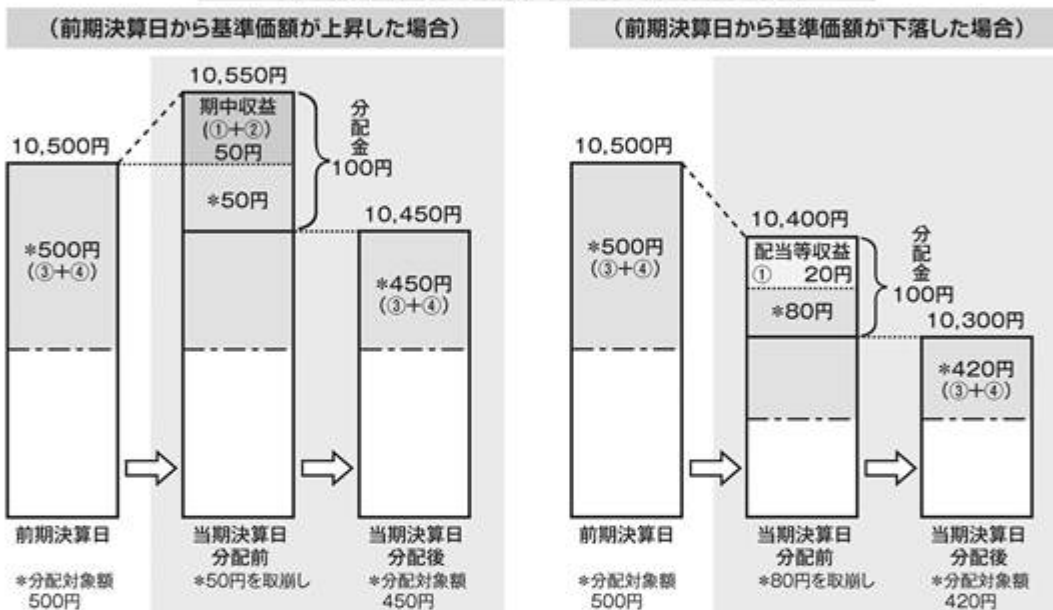 (前期決算日から基準価額が上昇した場合)
10,550円
期中収益
(①+②)
50円
*50円
分配金
100円
10,500円
*500円
(③+④)
10,450円
*450円
(③+④)
前期決算日
当期決算日
分配前
当期決算日
分配後
*分配対象額
500円
*50円を取崩し
*分配対象額
450円
(前期決算日から基準価額が下落した場合)
10,500円
*500円
(③+④)
10,400円
配当等収益
① 20円
*80円
分配金
100円
10,300円
*420円
(③+④)
前期決算日
当期決算日
分配前
当期決算日
分配後
*分配対象額
500円
*80円を取崩し
*分配対象額
420円